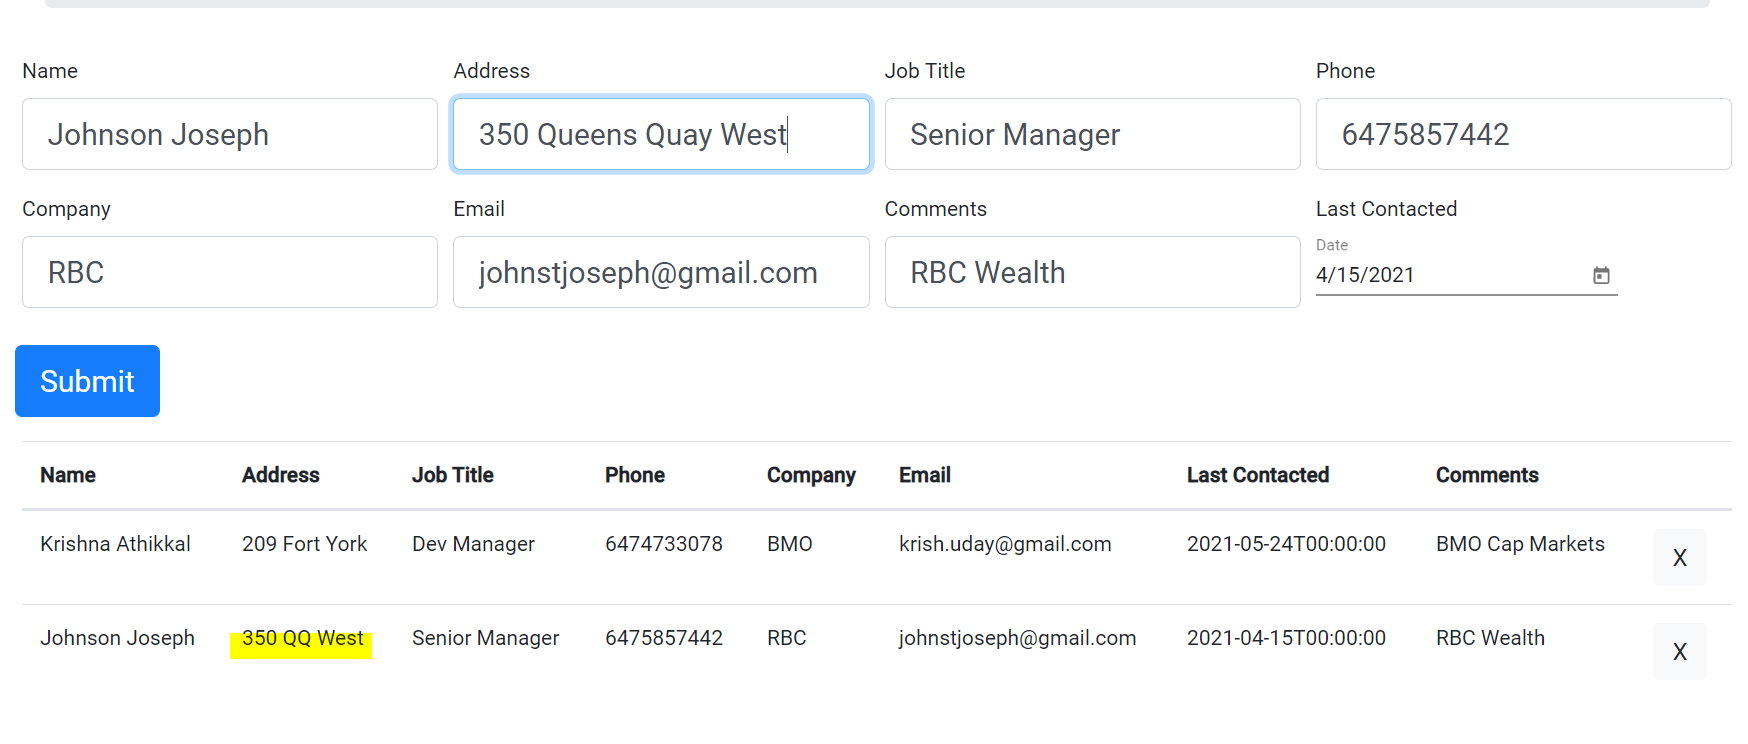 Name Address Job Title Phone
Johnson Joseph 350 Queens Quay West Senior Manager 6475857442
Company Email Comments Last Contacted
Date
RBC johnstjoseph@gmail.com RBC Wealth 4/15/2021
Submit
Name Address Job Title Phone Company Email Last Contacted Comments
Krishna Athikkal 209 Fort York Dev Manager 6474733078 BMO krish.uday@gmail.com 2021-05-24T00:00:00 BMO Cap Markets X
Johnson Joseph 350 QQ West Senior Manager 6475857442 RBC johnstjoseph@gmail.com 2021-04-15T00:00:00 RBC Wealth X